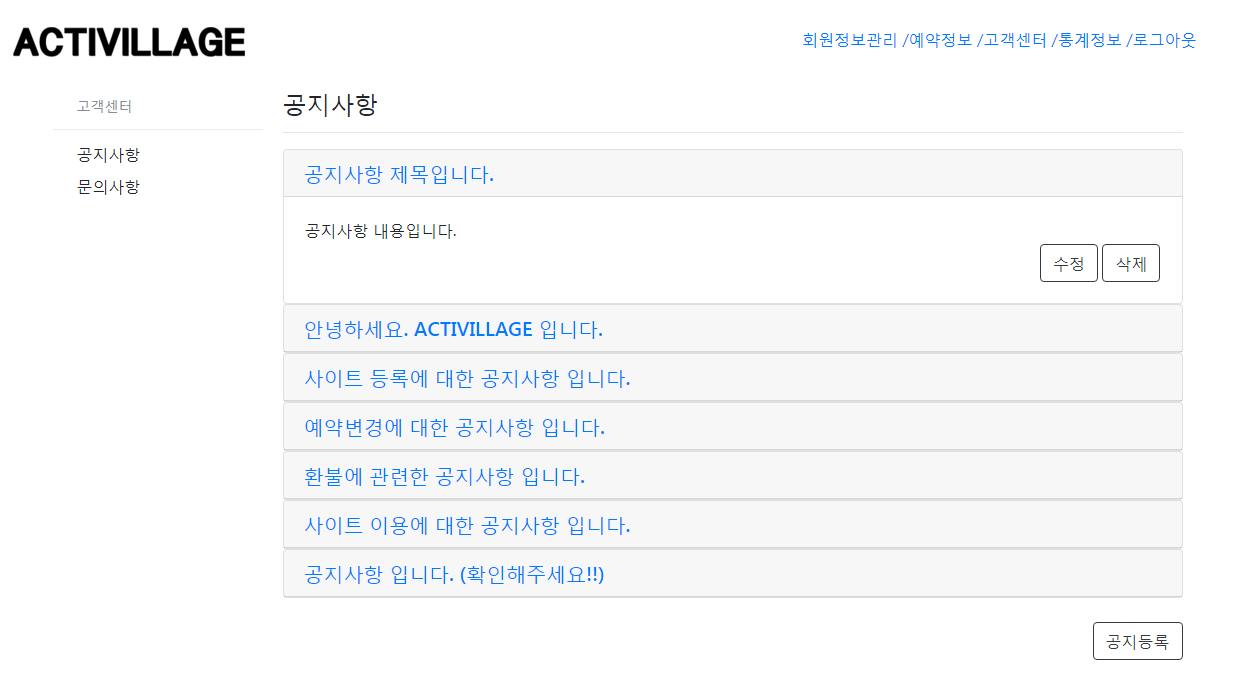 ACTIVILLAGE
회원정보관리 /예약정보 /고객센터 /통계정보 /로그아웃
고객센터
공지사항
문의사항
공지사항
공지사항 제목입니다.
공지사항 내용입니다.
수정 삭제
안녕하세요. ACTIVILLAGE 입니다.
사이트 등록에 대한 공지사항 입니다.
예약변경에 대한 공지사항 입니다.
환불에 관련한 공지사항 입니다.
사이트 이용에 대한 공지사항 입니다.
공지사항 입니다. (확인해주세요!!)
공지등록